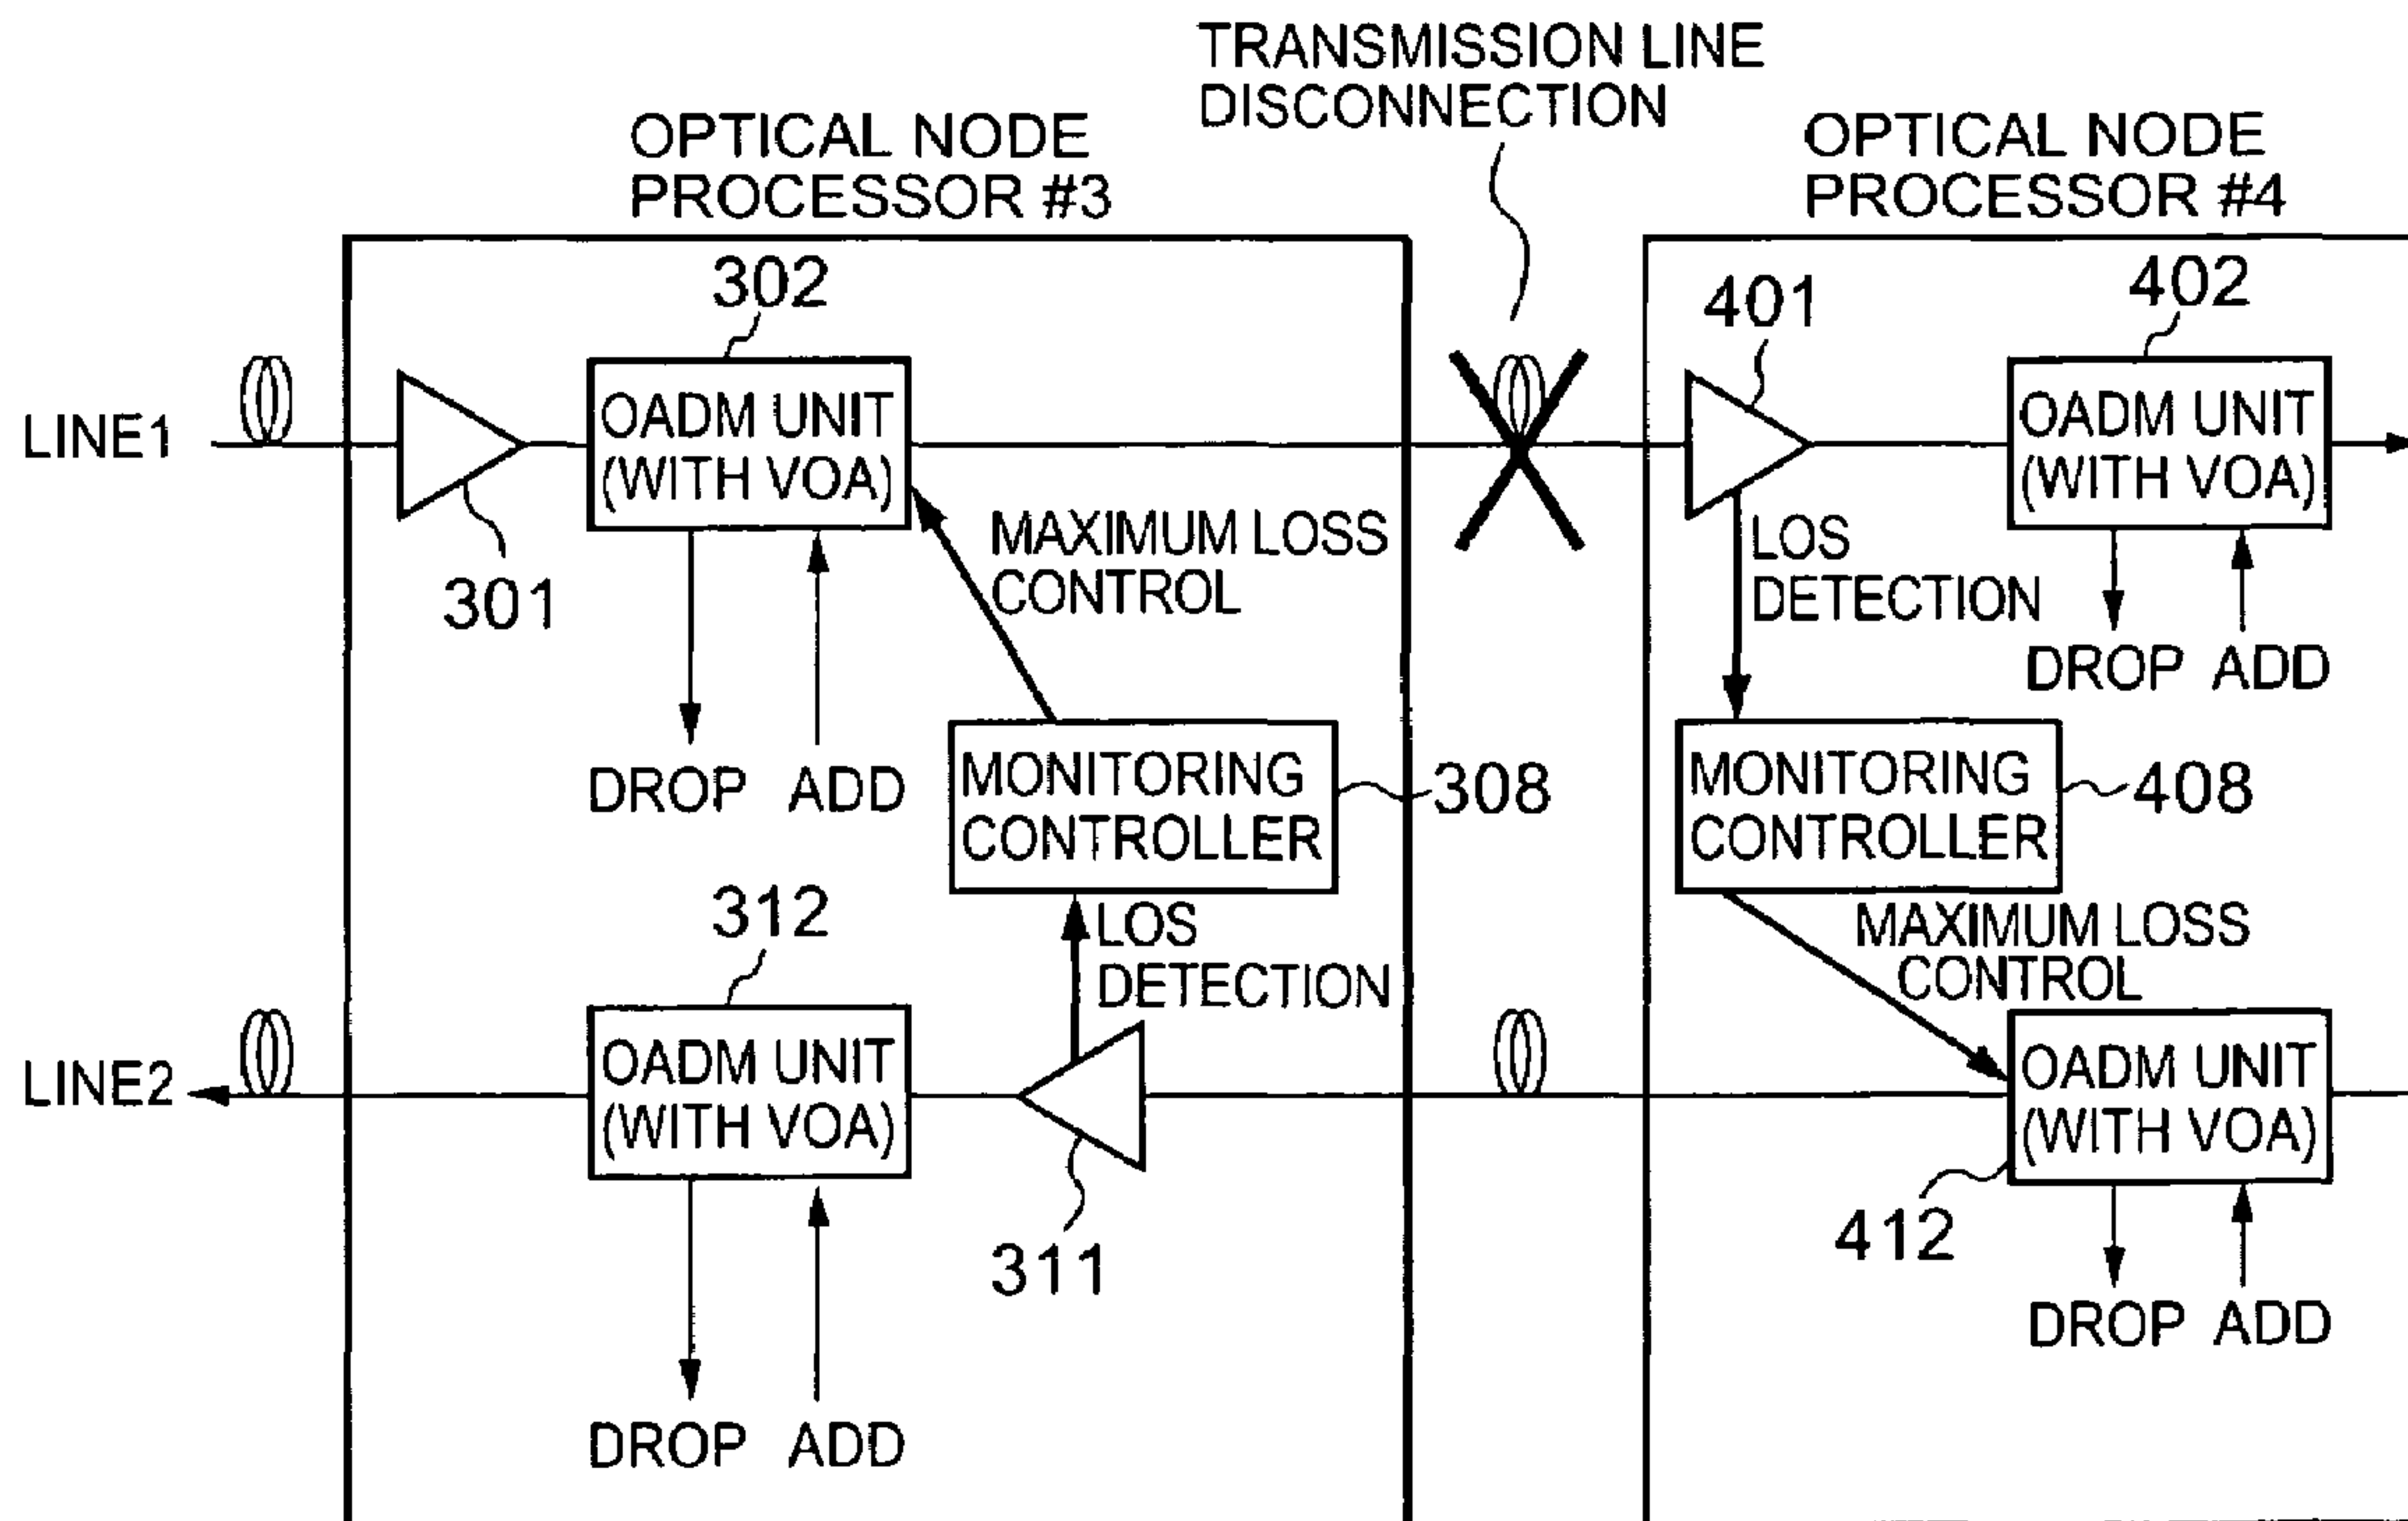 TRANSMISSION LINE
DISCONNECTION
OPTICAL NODE
PROCESSOR #3
OPTICAL NODE
PROCESSOR #4
302
401
402
LINE1
OADM UNIT
(WITH VOA)
OADM UNIT
(WITH VOA)
301
MAXIMUM LOSS
CONTROL
LOS
DETECTION
DROP ADD
DROP ADD
MONITORING
CONTROLLER
308
MONITORING
CONTROLLER
408
312
LOS
DETECTION
MAXIMUM LOSS
CONTROL
LINE2
OADM UNIT
(WITH VOA)
OADM UNIT
(WITH VOA)
311
412
DROP ADD
DROP ADD